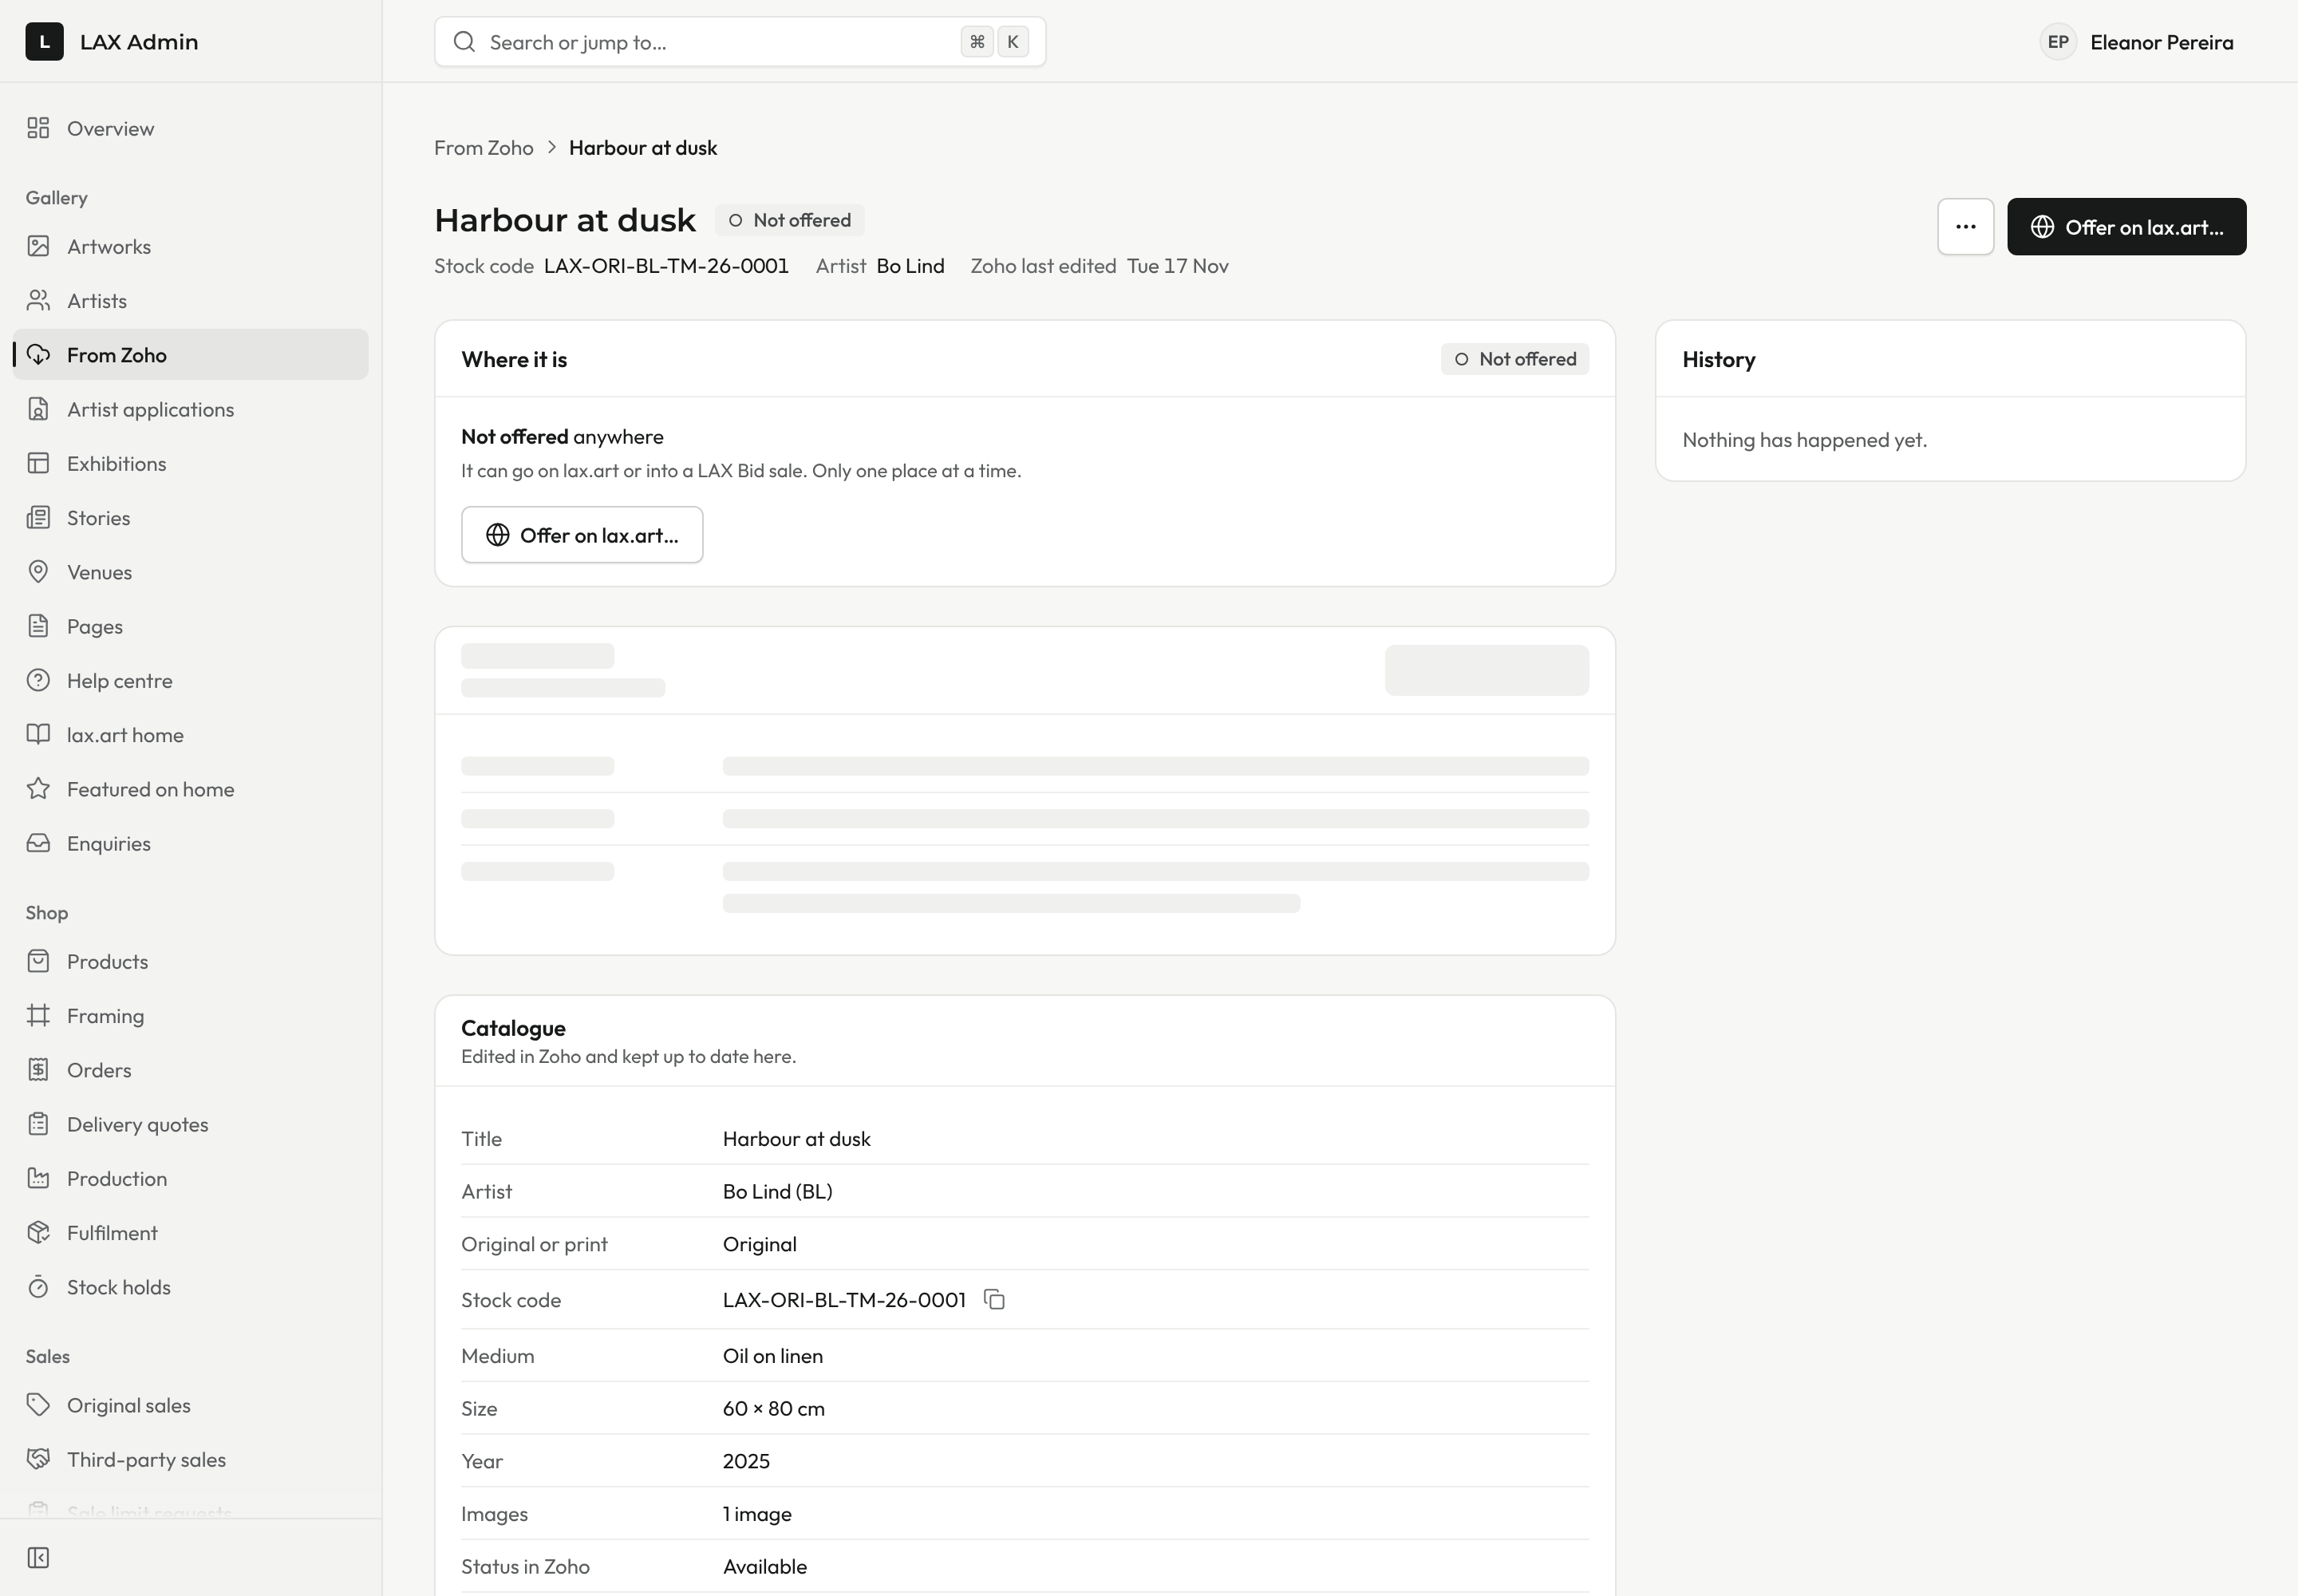 L LAX Admin
Search or jump to...
⌘ K
EP Eleanor Pereira
Overview
Gallery
Artworks
Artists
From Zoho
Artist applications
Exhibitions
Stories
Venues
Pages
Help centre
lax.art home
Featured on home
Enquiries
Shop
Products
Framing
Orders
Delivery quotes
Production
Fulfilment
Stock holds
Sales
Original sales
Third-party sales
Sale limit requests
From Zoho > Harbour at dusk
Harbour at dusk
Not offered
Offer on lax.art...
Stock code LAX-ORI-BL-TM-26-0001 Artist Bo Lind Zoho last edited Tue 17 Nov
Where it is
Not offered
Not offered anywhere
It can go on lax.art or into a LAX Bid sale. Only one place at a time.
Offer on lax.art...
History
Nothing has happened yet.
Catalogue
Edited in Zoho and kept up to date here.
Title Harbour at dusk
Artist Bo Lind (BL)
Original or print Original
Stock code LAX-ORI-BL-TM-26-0001
Medium Oil on linen
Size 60 × 80 cm
Year 2025
Images 1 image
Status in Zoho Available